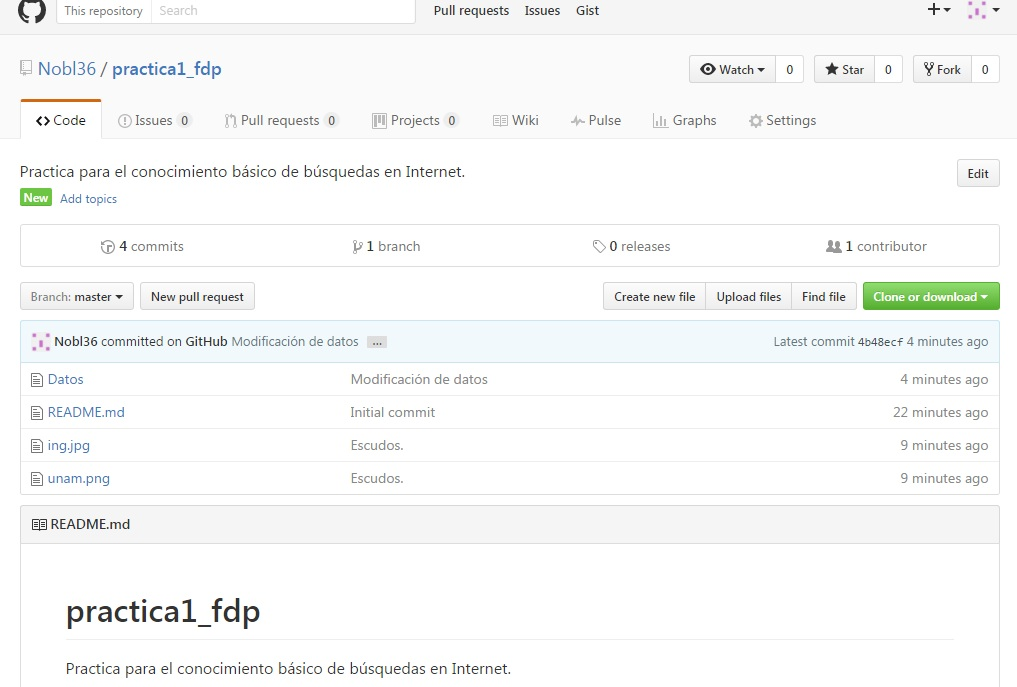 This repository Search Pull requests Issues Gist
Nobl36 / practica1_fdp Watch 0 Star 0 Fork 0
Code Issues 0 Pull requests 0 Projects 0 Wiki Pulse Graphs Settings
Practica para el conocimiento básico de búsquedas en Internet. Edit
New Add topics
4 commits 1 branch 0 releases 1 contributor
Branch: master New pull request Create new file Upload files Find file Clone or download
Nobl36 committed on GitHub Modificación de datos ... Latest commit 4b48ecf 4 minutes ago
Datos Modificación de datos 4 minutes ago
README.md Initial commit 22 minutes ago
ing.jpg Escudos. 9 minutes ago
unam.png Escudos. 9 minutes ago
README.md
practica1_fdp
Practica para el conocimiento básico de búsquedas en Internet.